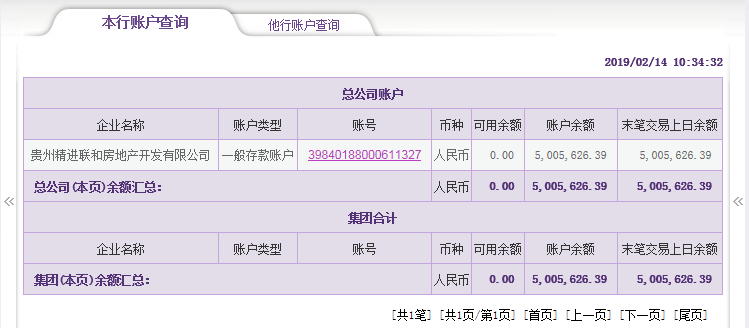 本行账户查询 他行账户查询
2019/02/14 10:34:32
总公司账户
企业名称 账户类型 账号 币种 可用余额 账户余额 末笔交易上日余额
贵州精进联和房地产开发有限公司 一般存款账户 39840188000611327 人民币 0.00 5,005,626.39 5,005,626.39
总公司(本页)余额汇总: 人民币 0.00 5,005,626.39 5,005,626.39
集团合计
企业名称 账户类型 账号 币种 可用余额 账户余额 末笔交易上日余额
集团(本页)余额汇总: 人民币 0.00 5,005,626.39 5,005,626.39
[共1笔] [共1页/第1页] [首页] [上一页] [下一页] [尾页]